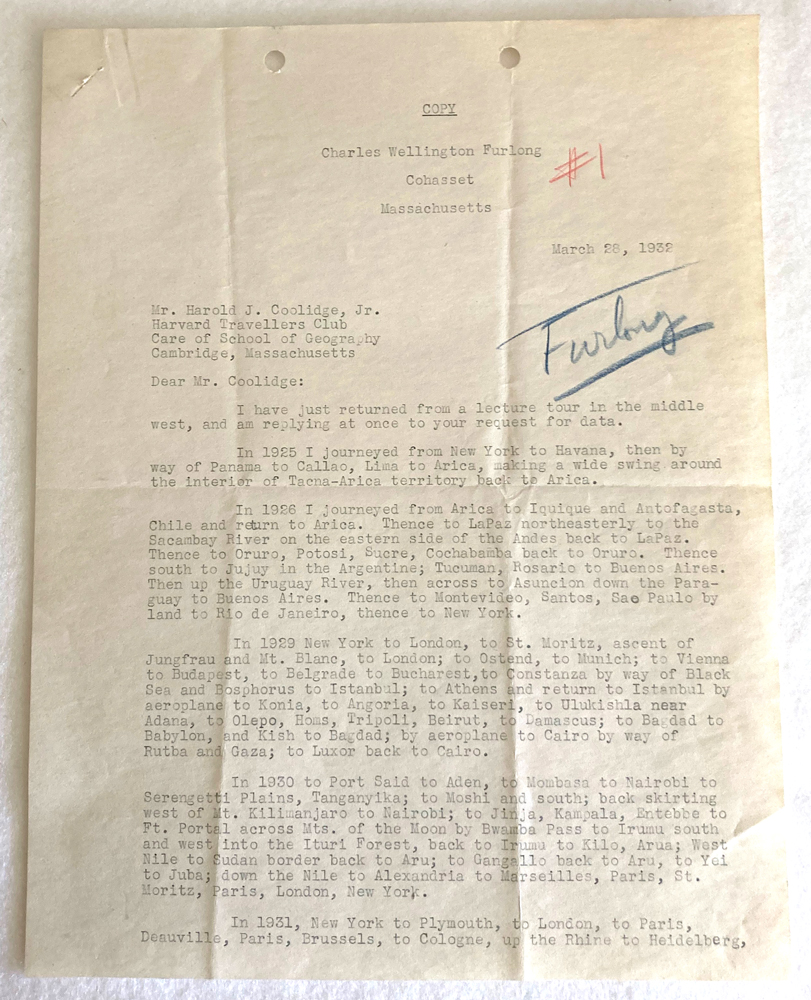 COPY
Charles Wellington Furlong
#1
Cohasset
Massachusetts
March 28, 1932
Furlong
Mr. Harold J. Coolidge, Jr.
Harvard Travellers Club
Care of School of Geography
Cambridge, Massachusetts
Dear Mr. Coolidge:
I have just returned from a lecture tour in the middle
west, and am replying at once to your request for data.
In 1925 I journeyed from New York to Havana, then by
way of Panama to Callao, Lima to Arica, making a wide swing around
the interior of Tacna-Arica territory back to Arica.
In 1926 I journeyed from Arica to Iquique and Antofagasta,
Chile and return to Arica. Thence to LaPaz northeasterly to the
Sacambay River on the eastern side of the Andes back to LaPaz.
Thence to Oruro, Potosi, Sucre, Cochabamba back to Oruro. Thence
south to Jujuy in the Argentine; Tucuman, Rosario to Buenos Aires.
Then up the Uruguay River, then across to Asuncion down the Para-
guay to Buenos Aires. Thence to Montevideo, Santos, Sao Paulo by
land to Rio de Janeiro, thence to New York.
In 1929 New York to London, to St. Moritz, ascent of
Jungfrau and Mt. Blanc, to London; to Ostend, to Munich; to Vienna
to Budapest, to Belgrade to Bucharest,to Constanza by way of Black
Sea and Bosphorus to Istanbul; to Athens and return to Istanbul by
aeroplane to Konia, to Angoria, to Kaiseri, to Ulukishla near
Adana, to Olepo, Homs, Tripoli, Beirut, to Damascus; to Bagdad to
Babylon, and Kish to Bagdad; by aeroplane to Cairo by way of
Rutba and Gaza; to Luxor back to Cairo.
In 1930 to Port Said to Aden, to Mombasa to Nairobi to
Serengetti Plains, Tanganyika; to Moshi and south; back skirting
west of Mt. Kilimanjaro to Nairobi; to Jinja, Kampala, Entebbe to
Ft. Portal across Mts. of the Moon by Bwamba Pass to Irumu south
and west into the Ituri Forest, back to Irumu to Kilo, Arua; West
Nile to Sudan border back to Aru; to Gangallo back to Aru, to Yei
to Juba; down the Nile to Alexandria to Marseilles, Paris, St.
Moritz, Paris, London, New York.
In 1931, New York to Plymouth, to London, to Paris,
Deauville, Paris, Brussels, to Cologne, up the Rhine to Heidelberg,